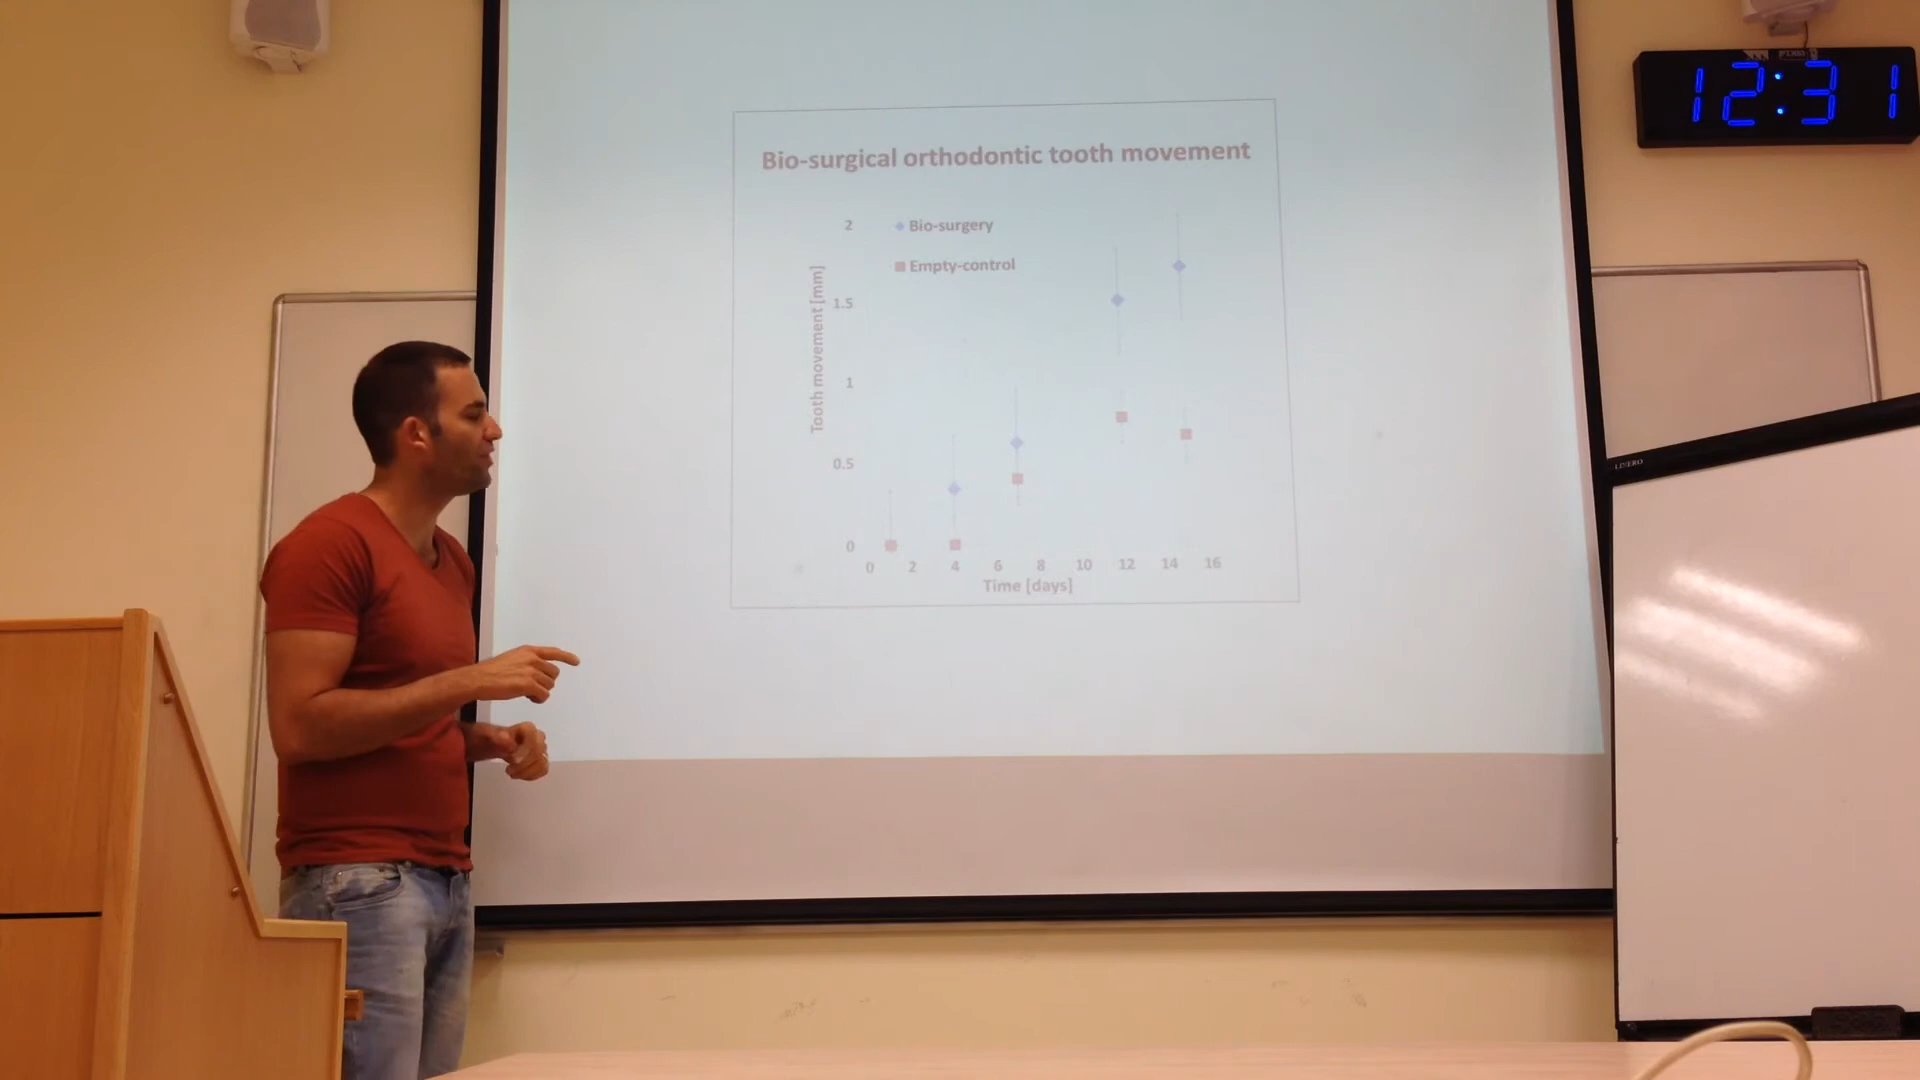 12:31
Bio-surgical orthodontic tooth movement
2
Bio-surgery
Empty-control
Tooth movement [mm]
1.5
1
0.5
0
0 2 4 6 8 10 12 14 16
Time [days]
LINERO